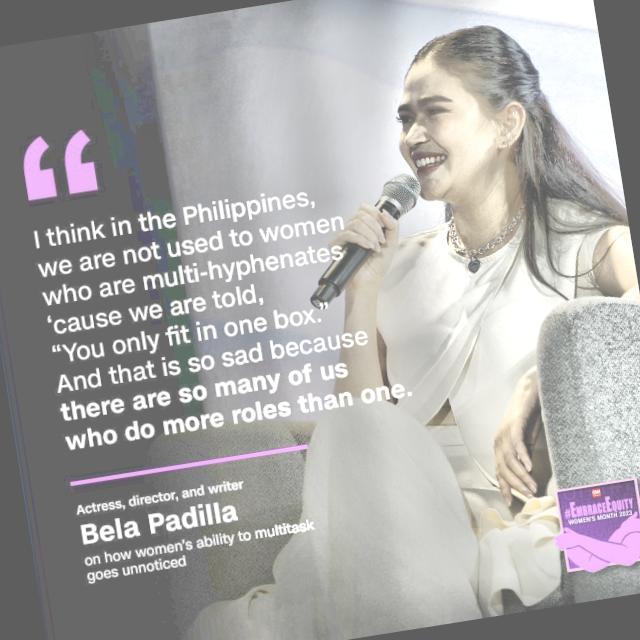 I think in the Philippines,
we are not used to women
who are multi-hyphenates
‘cause we are told,
“You only fit in one box.”
And that is so sad because
there are so many of us
who do more roles than one.
Actress, director, and writer
Bela Padilla
on how women's ability to multitask
goes unnoticed
#EMBRACEEQUITY
WOMEN'S MONTH 2023